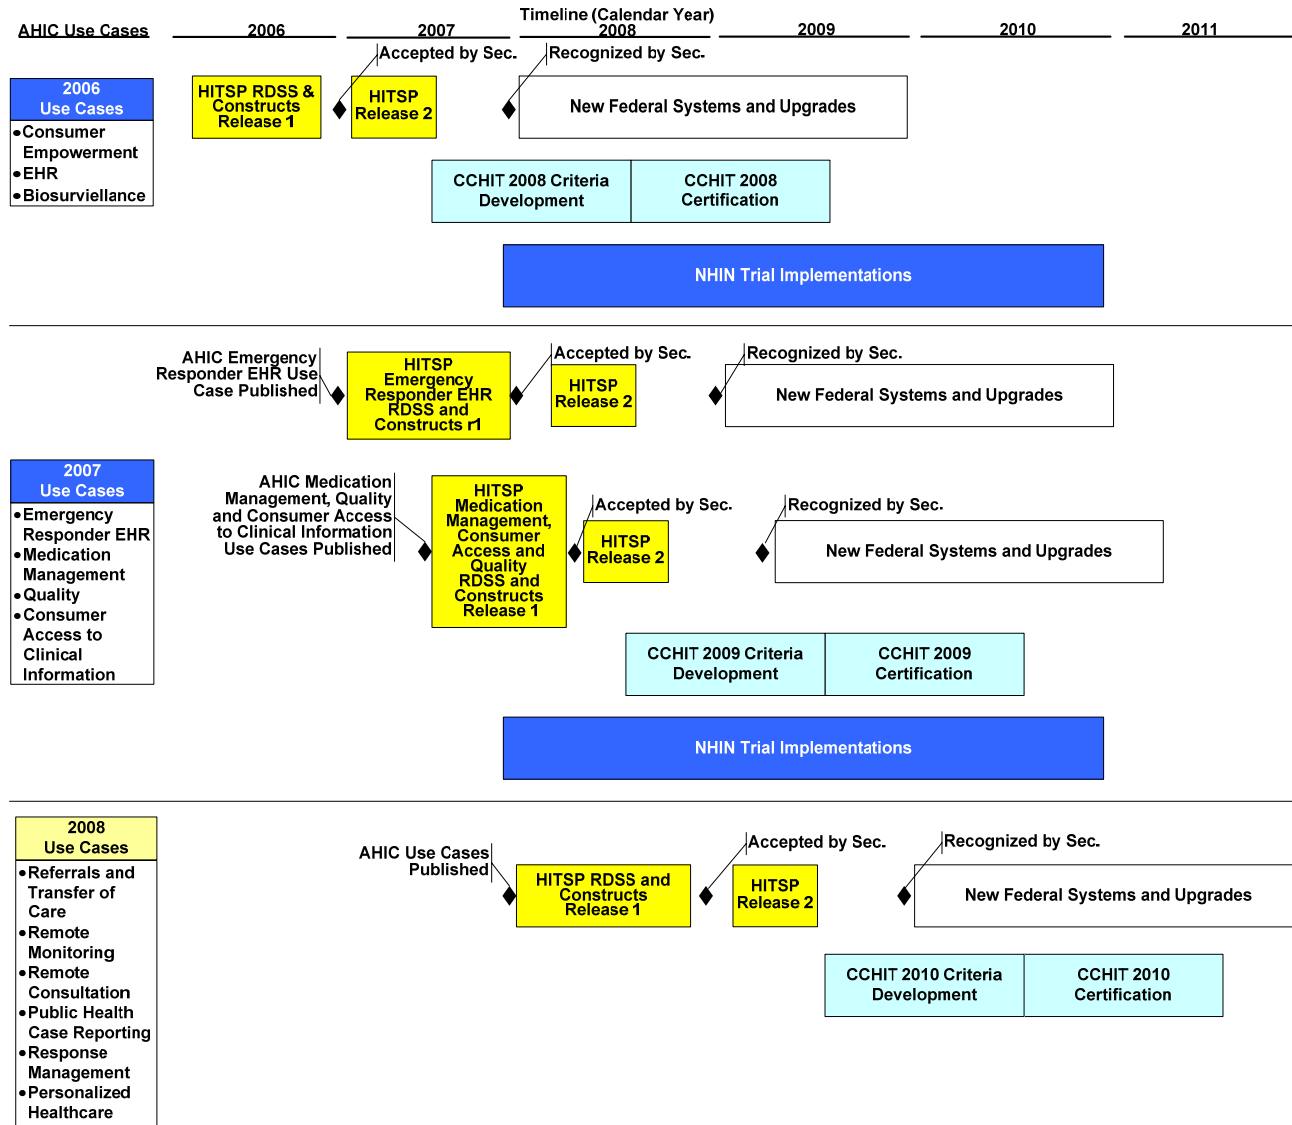 Timeline (Calendar Year)
AHIC Use Cases
2006
2007
2008
2009
2010
2011
Accepted by Sec.
Recognized by Sec.
2006
Use Cases
•Consumer
Empowerment
•EHR
•Biosurviellance
HITSP RDSS &
Constructs
Release 1
HITSP
Release 2
New Federal Systems and Upgrades
CCHIT 2008 Criteria
Development
CCHIT 2008
Certification
NHIN Trial Implementations
AHIC Emergency
Responder EHR Use
Case Published
HITSP
Emergency
Responder EHR
RDSS and
Constructs r1
Accepted by Sec.
HITSP
Release 2
Recognized by Sec.
New Federal Systems and Upgrades
2007
Use Cases
•Emergency
Responder EHR
•Medication
Management
•Quality
•Consumer
Access to
Clinical
Information
AHIC Medication
Management, Quality
and Consumer Access
to Clinical Information
Use Cases Published
HITSP
Medication
Management,
Consumer
Access and
Quality
RDSS and
Constructs
Release 1
Accepted by Sec.
HITSP
Release 2
Recognized by Sec.
New Federal Systems and Upgrades
CCHIT 2009 Criteria
Development
CCHIT 2009
Certification
NHIN Trial Implementations
2008
Use Cases
•Referrals and
Transfer of
Care
•Remote
Monitoring
•Remote
Consultation
•Public Health
Case Reporting
•Response
Management
•Personalized
Healthcare
AHIC Use Cases
Published
HITSP RDSS and
Constructs
Release 1
Accepted by Sec.
HITSP
Release 2
Recognized by Sec.
New Federal Systems and Upgrades
CCHIT 2010 Criteria
Development
CCHIT 2010
Certification